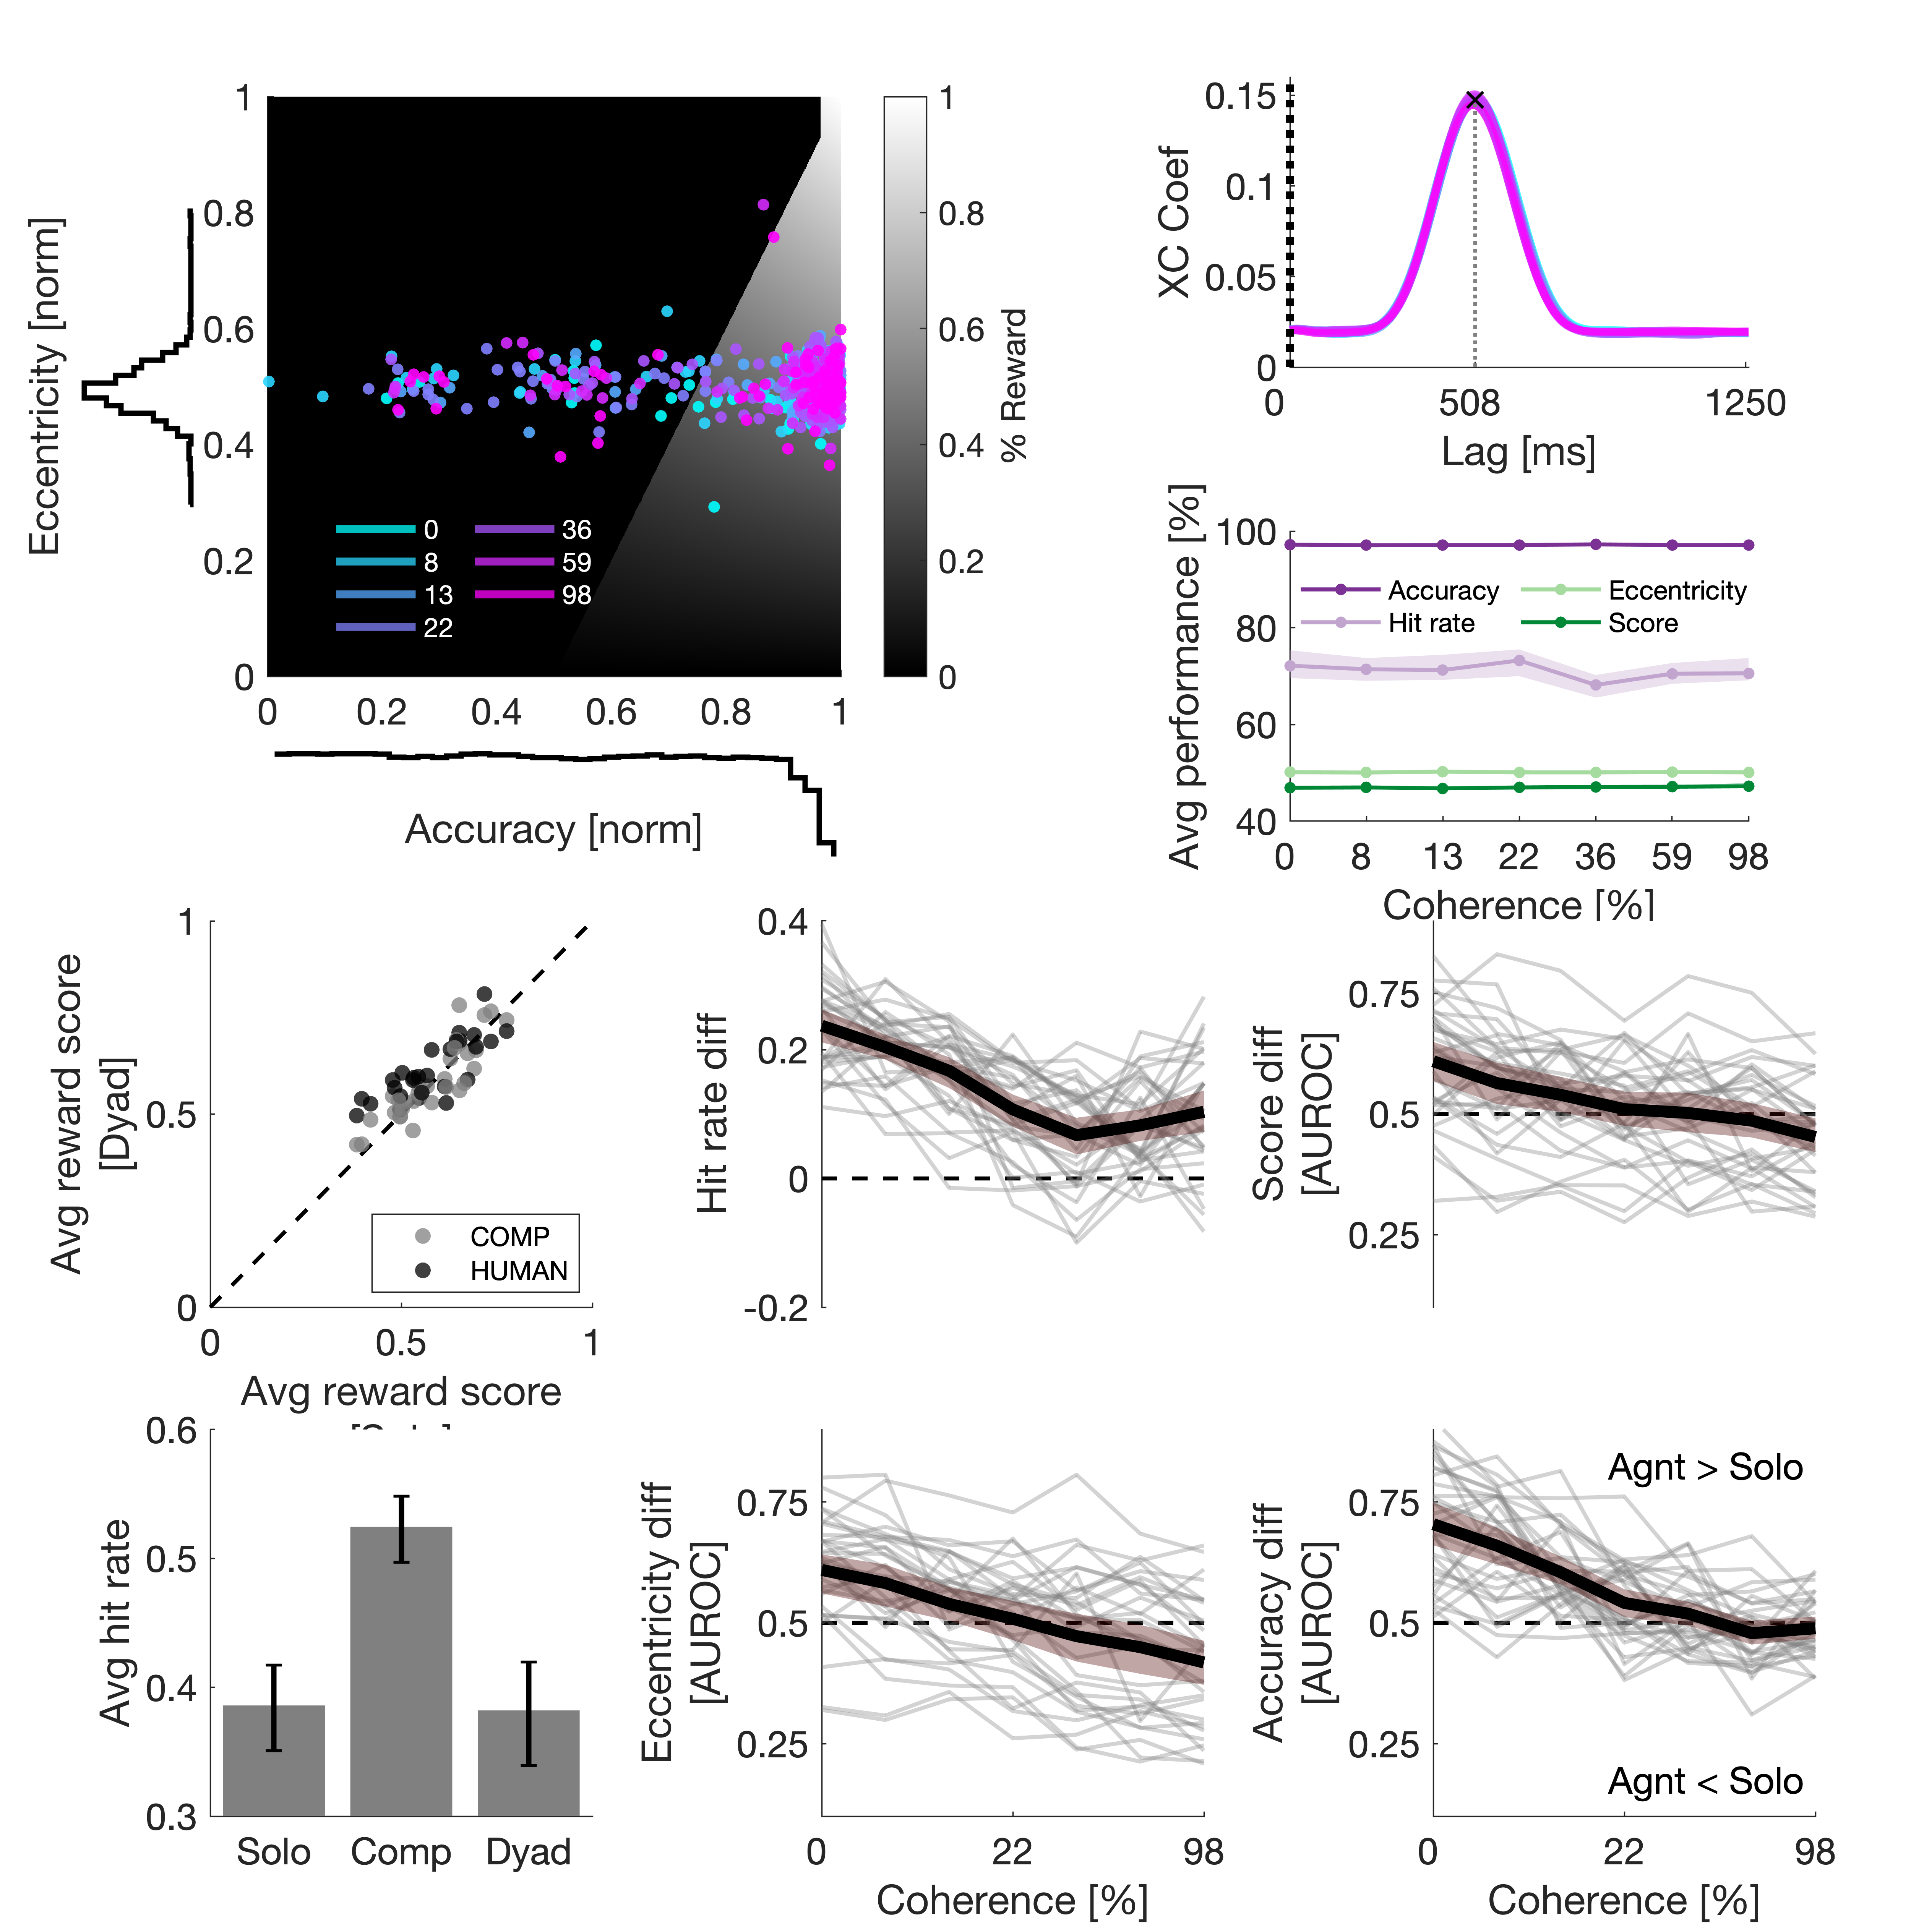 1
0.8
0.6
0.4
0.2
0
Eccentricity [norm]
0 0.2 0.4 0.6 0.8 1
Accuracy [norm]
0
8
13
22
36
59
98
1
0.8
0.6
0.4
0.2
0
% Reward
0.15
0.1
0.05
0
XC Coef
0 508 1250
Lag [ms]
100
80
60
40
Avg performance [%]
Accuracy
Hit rate
Eccentricity
Score
0 8 13 22 36 59 98
Coherence [%]
1
0.5
0
Avg reward score
[Dyad]
COMP
HUMAN
0 0.5 1
Avg reward score
0.4
0.2
0
-0.2
Hit rate diff
0.75
0.5
0.25
Score diff
[AUROC]
0.6
0.5
0.4
0.3
Avg hit rate
Solo Comp Dyad
0.75
0.5
0.25
Eccentricity diff
[AUROC]
0 22 98
Coherence [%]
0.75
0.5
0.25
Accuracy diff
[AUROC]
Agnt > Solo
Agnt < Solo
0 22 98
Coherence [%]